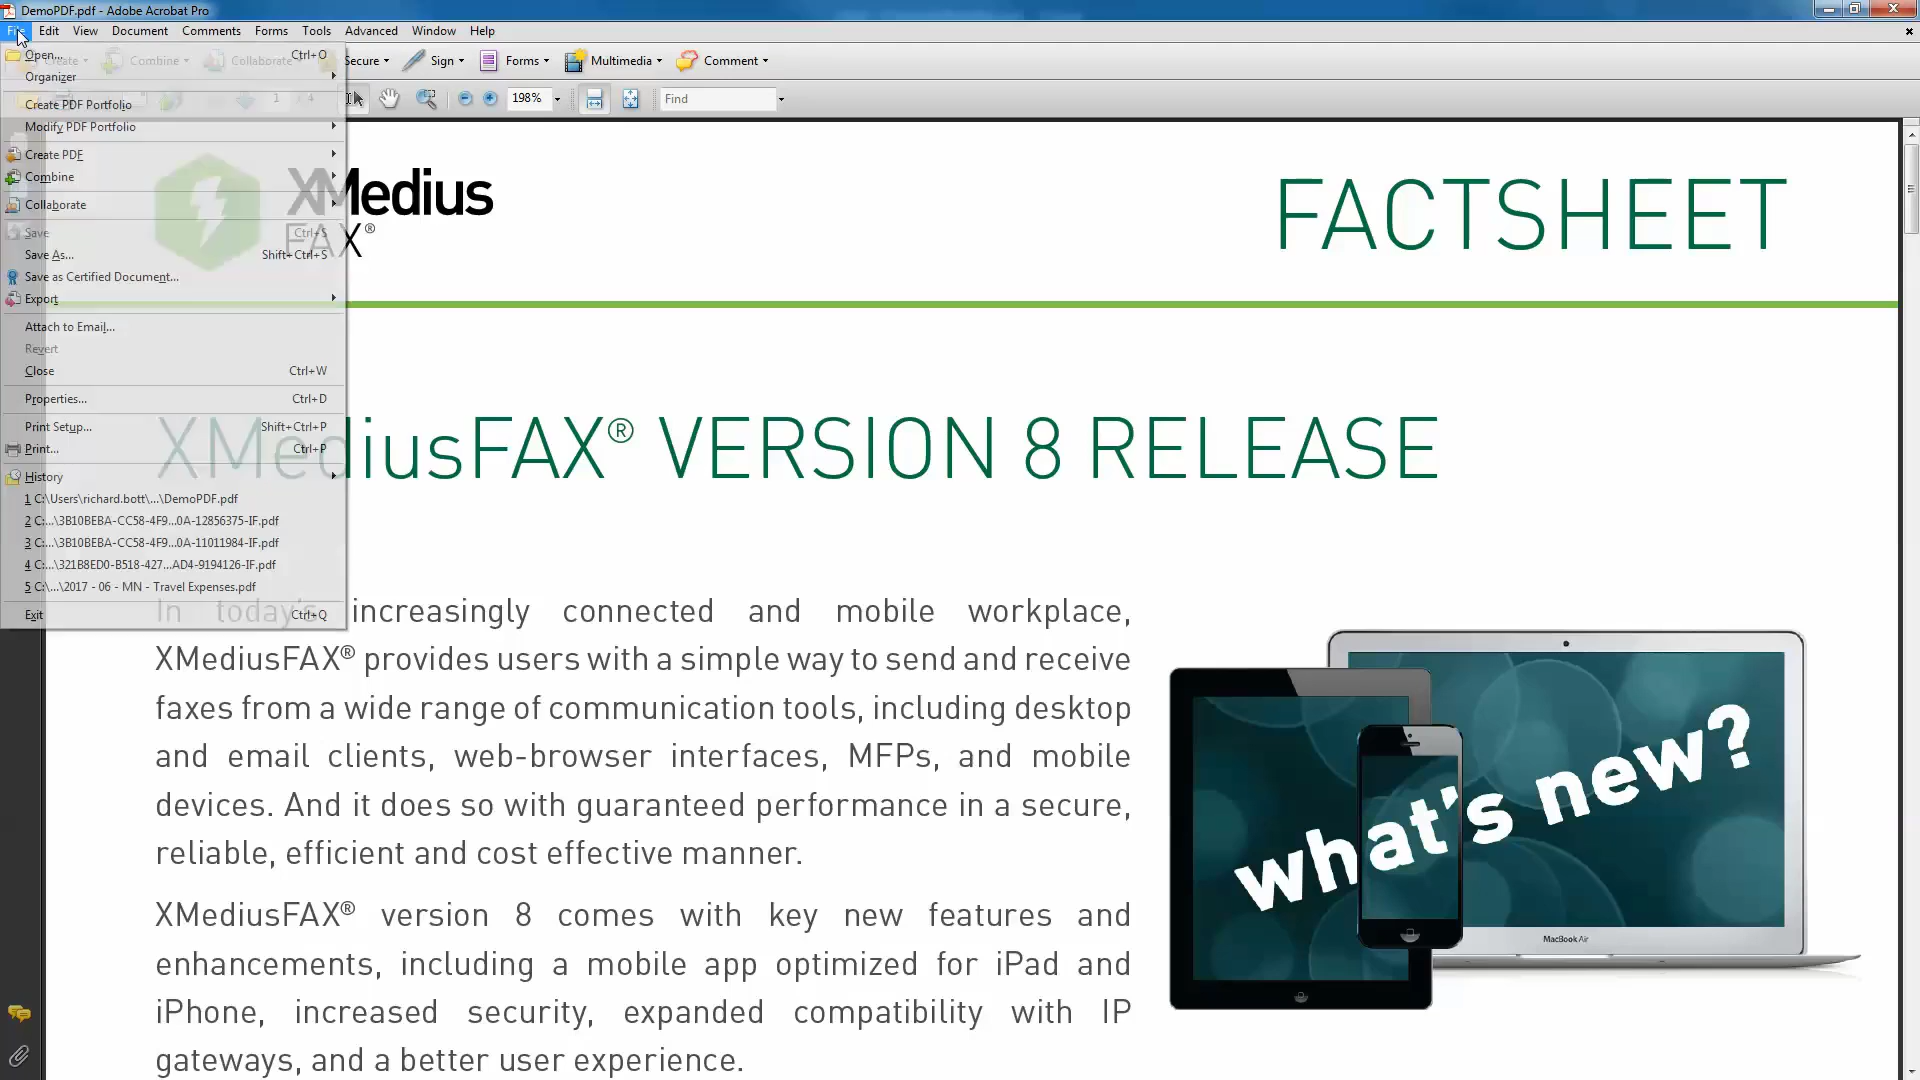 DemoPDF.pdf - Adobe Acrobat Pro
File Edit View Document Comments Forms Tools Advanced Window Help
Create Combine Collaborate Secure Sign Forms Multimedia Comment
1 / 4 198% Find
Open... Ctrl+O
Organizer
Create PDF Portfolio
Modify PDF Portfolio
Create PDF
Combine
Collaborate
Save Ctrl+S
Save As... Shift+Ctrl+S
Save as Certified Document...
Export
Attach to Email...
Revert
Close Ctrl+W
Properties... Ctrl+D
Print Setup... Shift+Ctrl+P
Print... Ctrl+P
History
1 C:\Users\richard.bott\...\DemoPDF.pdf
2 C:...\3B10BEBA-CC58-4F9...0A-12856375-IF.pdf
3 C:...\3B10BEBA-CC58-4F9...0A-11011984-IF.pdf
4 C:...\321B8ED0-B518-427...AD4-9194126-IF.pdf
5 C:\...\2017 - 06 - MN - Travel Expenses.pdf
Exit Ctrl+Q
XMedius
FAX®
FACTSHEET
XMediusFAX® VERSION 8 RELEASE
In today's increasingly connected and mobile workplace,
XMediusFAX® provides users with a simple way to send and receive
faxes from a wide range of communication tools, including desktop
and email clients, web-browser interfaces, MFPs, and mobile
devices. And it does so with guaranteed performance in a secure,
reliable, efficient and cost effective manner.
XMediusFAX® version 8 comes with key new features and
enhancements, including a mobile app optimized for iPad and
iPhone, increased security, expanded compatibility with IP
gateways, and a better user experience.
what's new?
MacBook Air